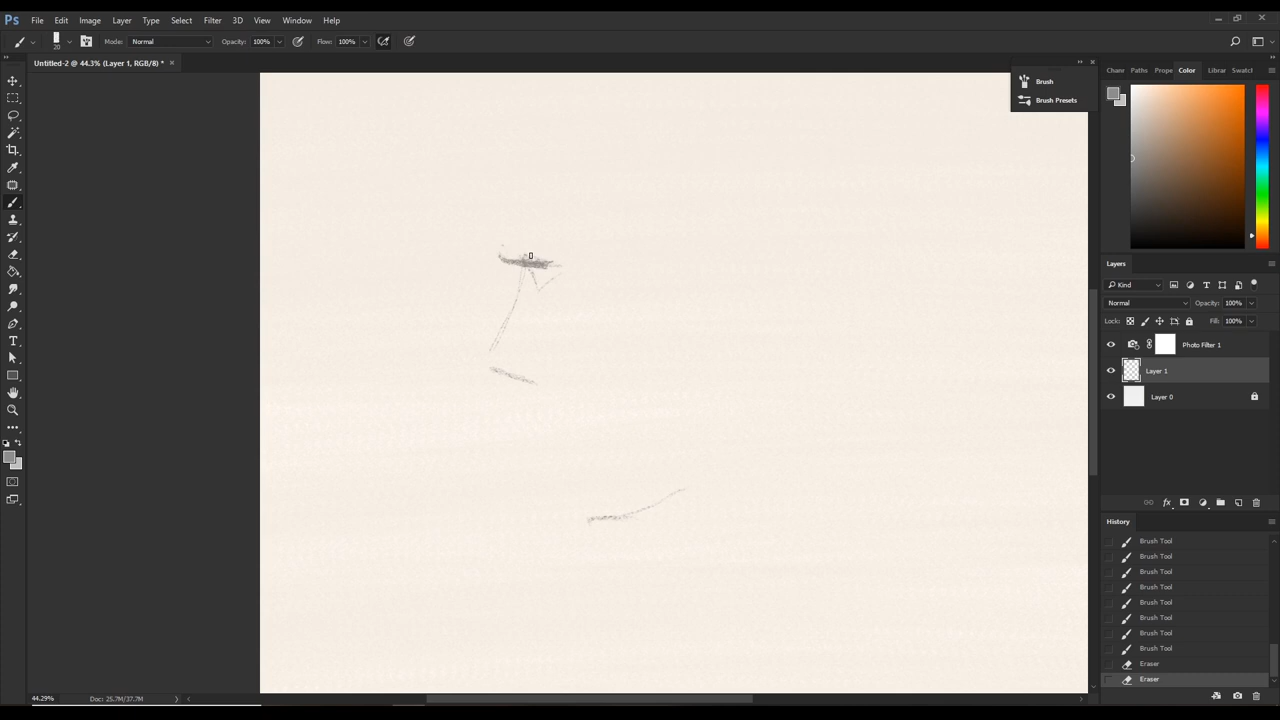 Ps File Edit Image Layer Type Select Filter 3D View Window Help
20 Mode: Normal Opacity: 100% Flow: 100%
Untitled-2 @ 44.3% (Layer 1, RGB/8) * ×
Brush
Brush Presets
Chanr Paths Prope Color Librar Swatcl
Layers
Kind
Normal Opacity: 100%
Lock: Fill: 100%
Photo Filter 1
Layer 1
Layer 0
fx
History
Brush Tool
Brush Tool
Brush Tool
Brush Tool
Brush Tool
Brush Tool
Brush Tool
Brush Tool
Eraser
Eraser
44.29% Doc: 25.7M/37.7M